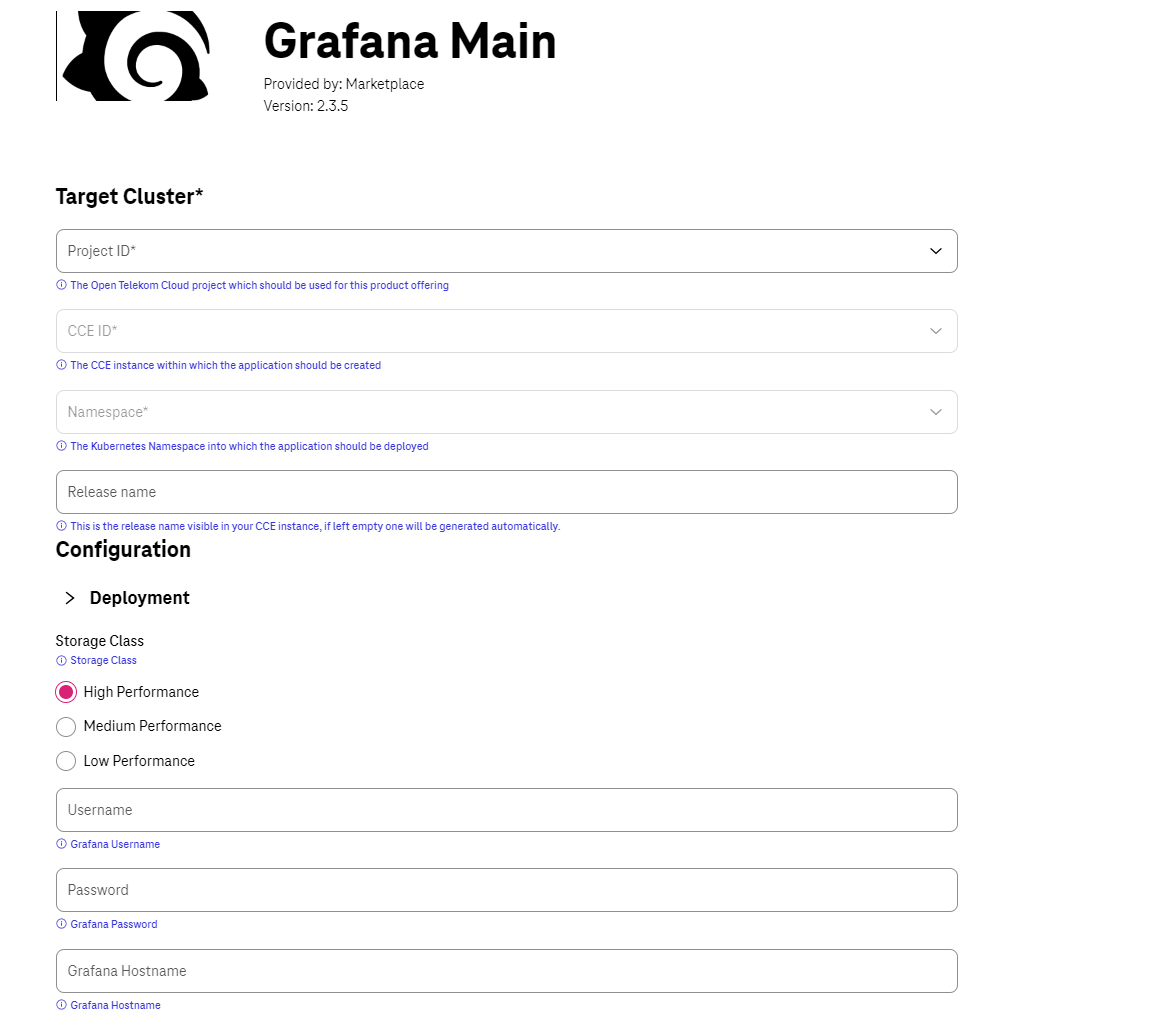 Grafana Main
Provided by: Marketplace
Version: 2.3.5
Target Cluster*
Project ID*
The Open Telekom Cloud project which should be used for this product offering
CCE ID*
The CCE instance within which the application should be created
Namespace*
The Kubernetes Namespace into which the application should be deployed
Release name
This is the release name visible in your CCE instance, if left empty one will be generated automatically.
Configuration
Deployment
Storage Class
Storage Class
High Performance
Medium Performance
Low Performance
Username
Grafana Username
Password
Grafana Password
Grafana Hostname
Grafana Hostname